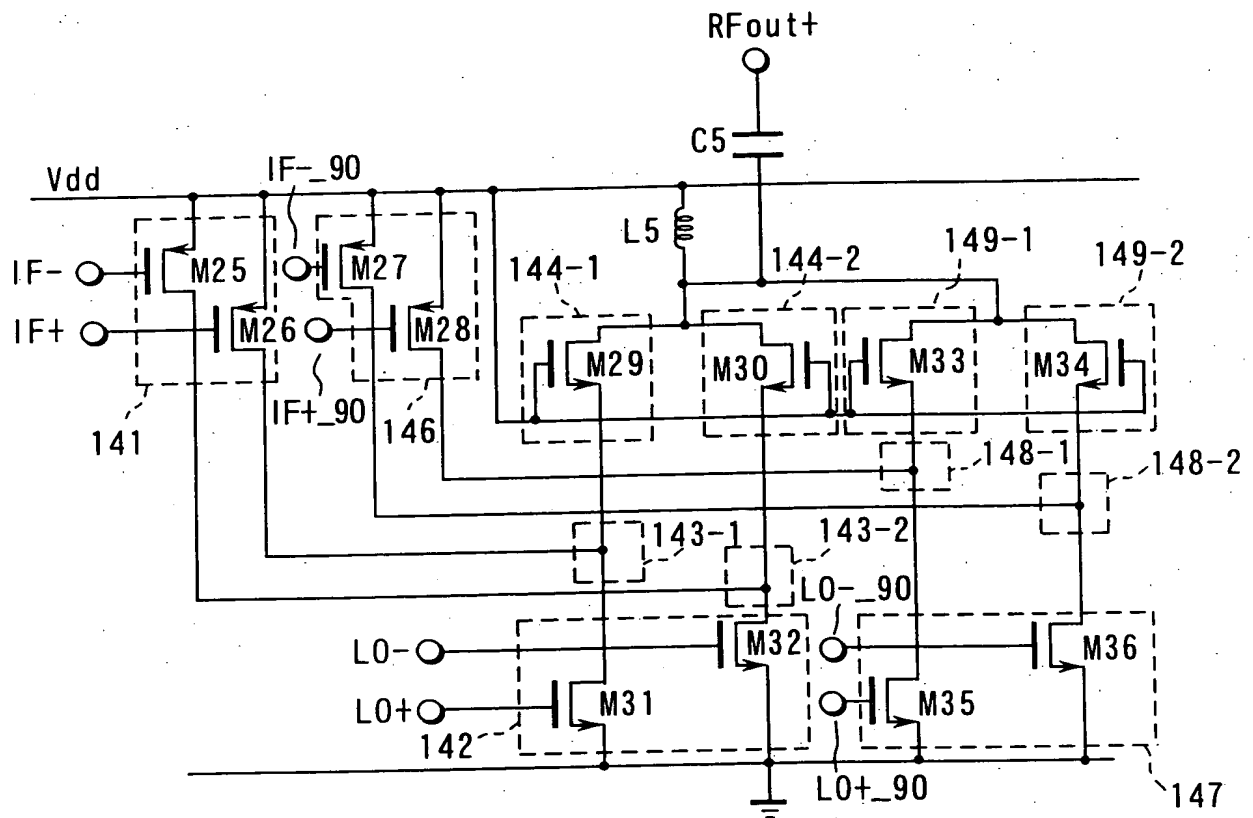 RFout+
C5
IF-_90
Vdd
L5
149-1
144-2
149-2
144-1
IF-
M25
M27
IF+
M26
M28
M29
M30
M33
M34
IF+_90
141
146
148-1
148-2
143-1
143-2
LO-_90
LO-
M32
M36
LO+
M31
M35
142
LO+_90
147